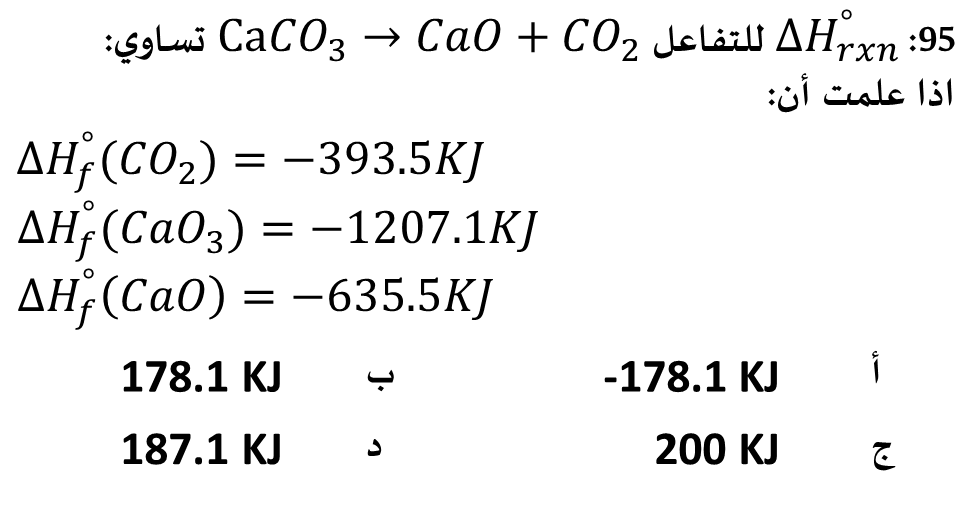 95: ΔH°rxn للتفاعل CaCO₃ → CaO + CO₂ تساوي:
اذا علمت أن:
ΔH°f(CO₂) = −393.5KJ
ΔH°f(CaO₃) = −1207.1KJ
ΔH°f(CaO) = −635.5KJ
أ -178.1 KJ ب 178.1 KJ
ج 200 KJ د 187.1 KJ